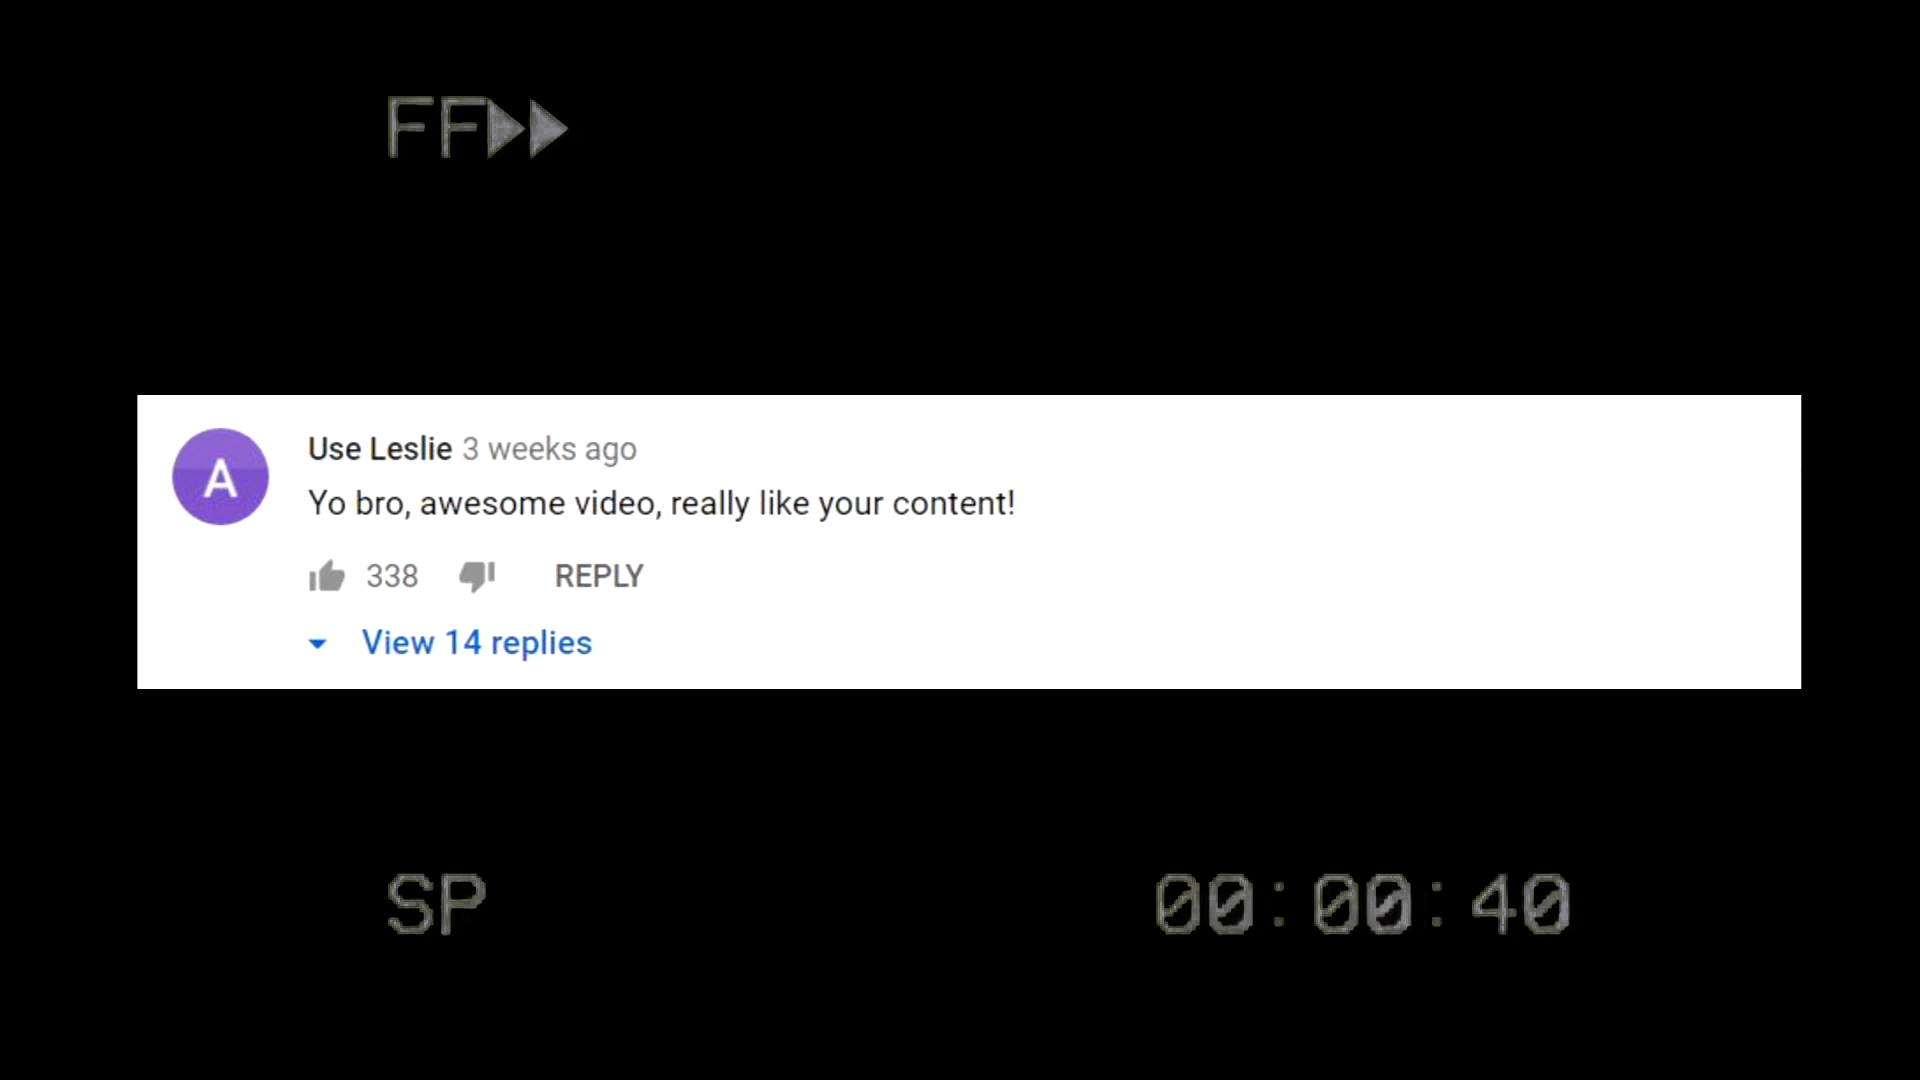 FF
A
Use Leslie 3 weeks ago
Yo bro, awesome video, really like your content!
338 REPLY
View 14 replies
SP 00:00:40